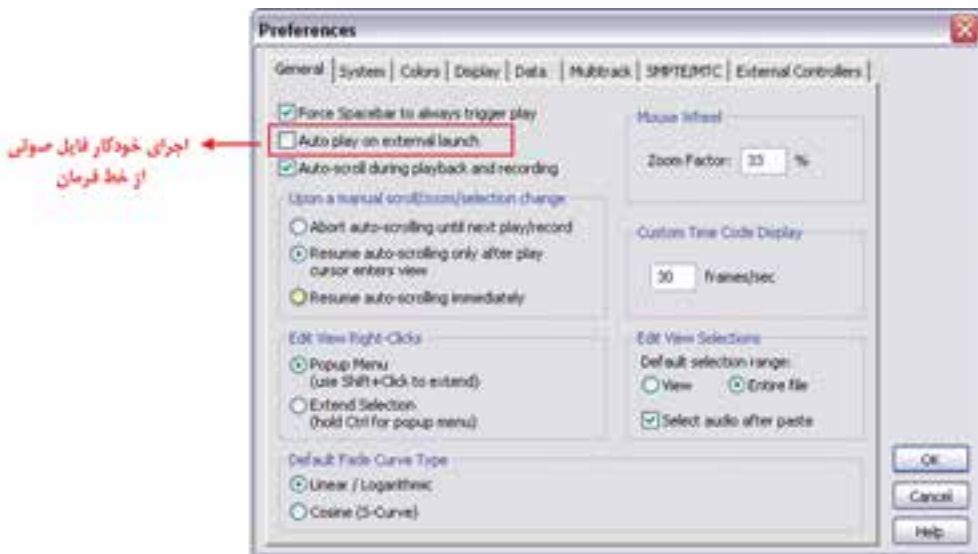 Preferences
General
System
Colors
Display
Data
Multitrack
SMPTE/MTC
External Controllers
Force Spacebar to always trigger play
Auto play on external launch
Auto-scroll during playback and recording
Upon a manual scroll/zoom/selection change
Abort auto-scrolling until next play/record
Resume auto-scrolling only after play
cursor enters view
Resume auto-scrolling immediately
Edit View Right-Clicks
Popup Menu
(use Shift+Click to extend)
Extend Selection
(hold Ctrl for popup menu)
Default Fade Curve Type
Linear / Logarithmic
Cosine (S-Curve)
Mouse Wheel
Zoom Factor: 33 %
Custom Time Code Display
30 frames/sec
Edit View Selections
Default selection range:
View
Entire file
Select audio after paste
OK
Cancel
Help
اجرای خودکار فایل صوتی
از خط فرمان